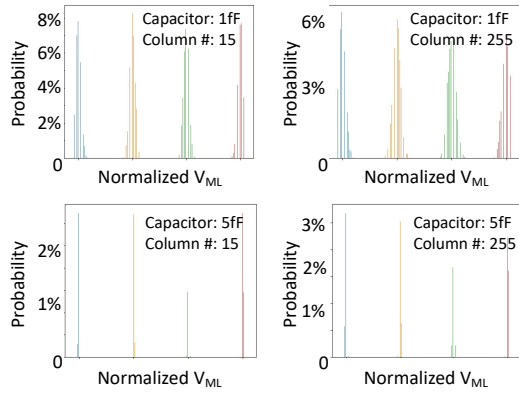 8%
6%
4%
2%
0
Probability
Capacitor: 1fF
Column #: 15
Normalized VML
6%
3%
0
Probability
Capacitor: 1fF
Column #: 255
Normalized VML
2%
1%
0
Probability
Capacitor: 5fF
Column #: 15
Normalized VML
3%
2%
1%
0
Probability
Capacitor: 5fF
Column #: 255
Normalized VML